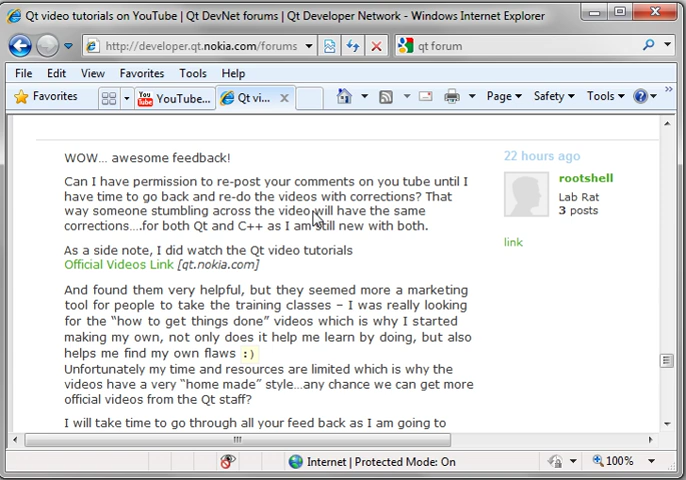 Qt video tutorials on YouTube | Qt DevNet forums | Qt Developer Network - Windows Internet Explorer
http://developer.qt.nokia.com/forums
qt forum
File Edit View Favorites Tools Help
Favorites
You Tube YouTube...
Qt vi...
Page Safety Tools
WOW… awesome feedback!
Can I have permission to re-post your comments on you tube until I
have time to go back and re-do the videos with corrections? That
way someone stumbling across the video will have the same
corrections….for both Qt and C++ as I am still new with both.
As a side note, I did watch the Qt video tutorials
Official Videos Link [qt.nokia.com]
And found them very helpful, but they seemed more a marketing
tool for people to take the training classes – I was really looking
for the “how to get things done” videos which is why I started
making my own, not only does it help me learn by doing, but also
helps me find my own flaws :)
Unfortunately my time and resources are limited which is why the
videos have a very “home made” style…any chance we can get more
official videos from the Qt staff?
I will take time to go through all your feed back as I am going to
22 hours ago
rootshell
Lab Rat
3 posts
link
Internet | Protected Mode: On
100%